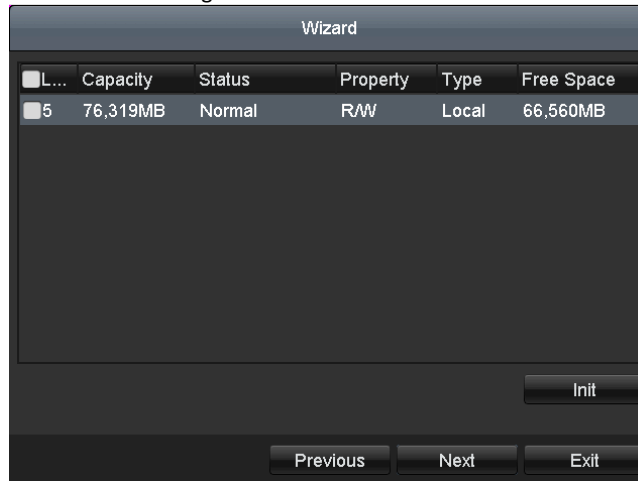 Wizard
L... Capacity Status Property Type Free Space
5 76,319MB Normal R/W Local 66,560MB
Init
Previous Next Exit